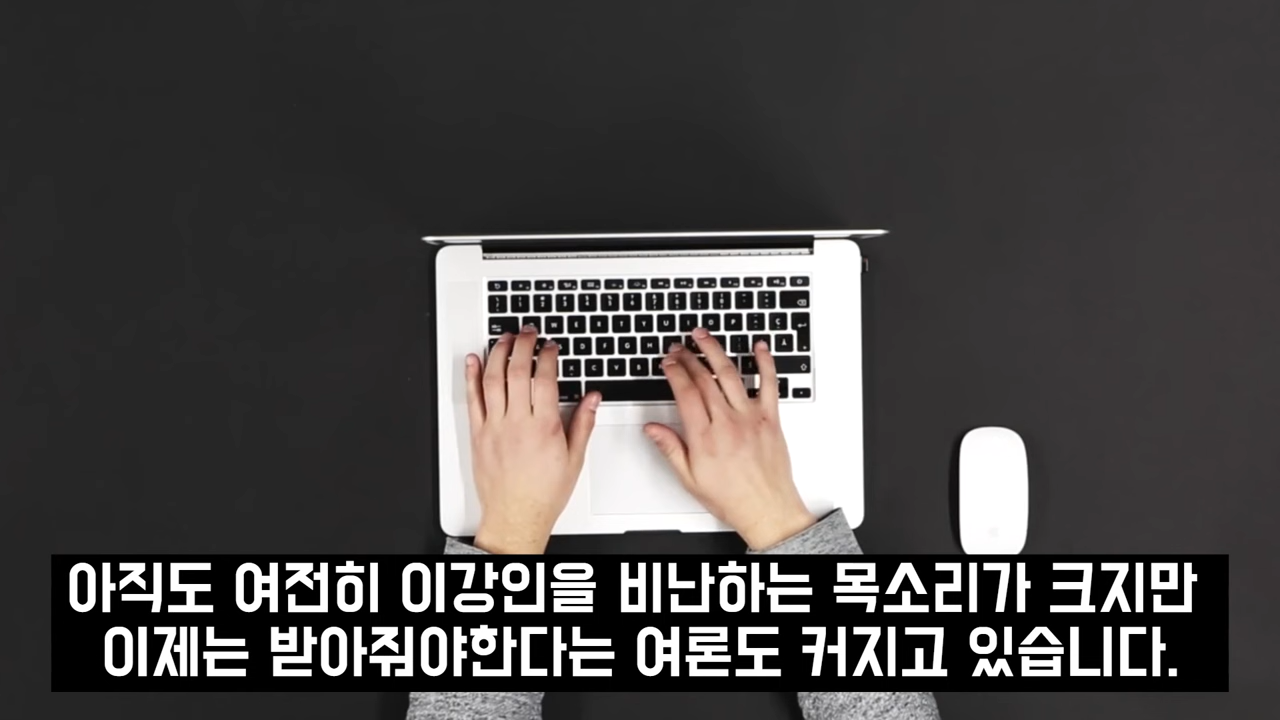 아직도 여전히 이강인을 비난하는 목소리가 크지만
이제는 받아줘야한다는 여론도 커지고 있습니다.